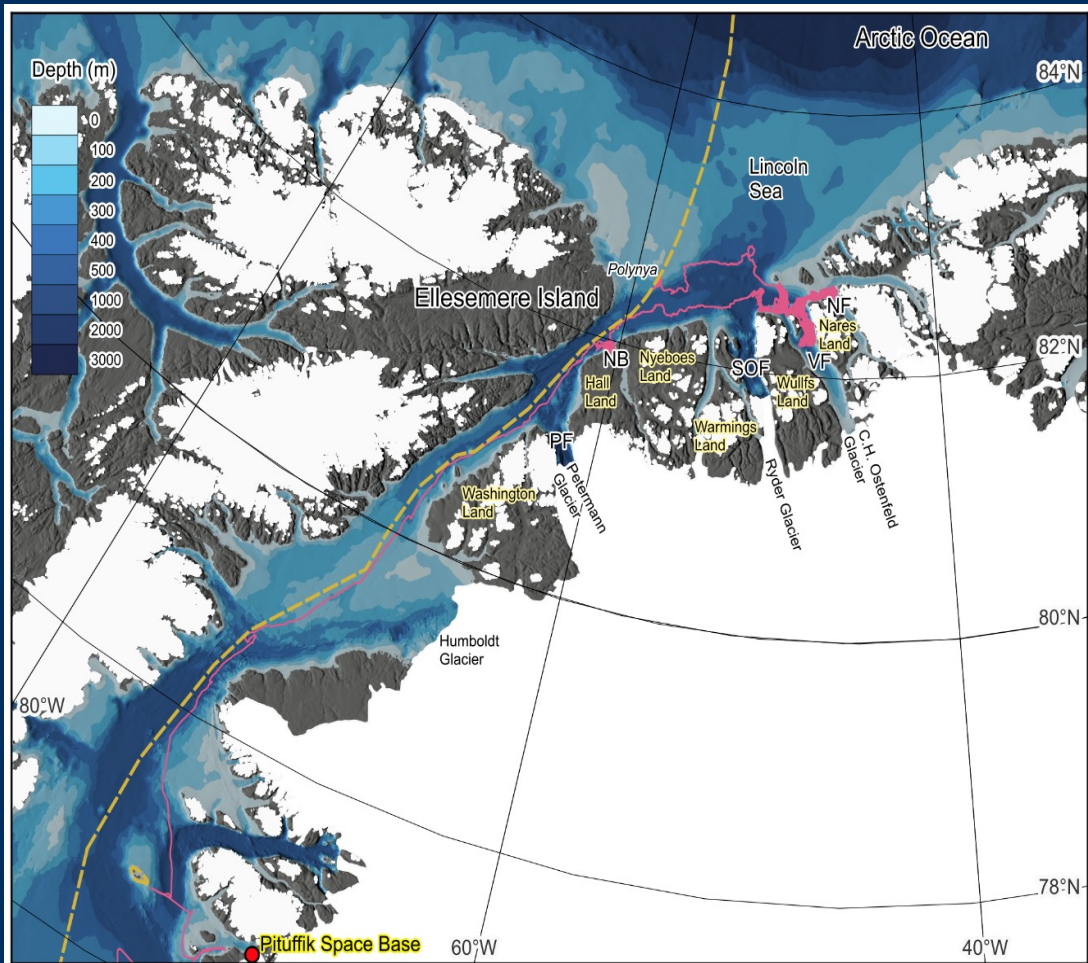 Arctic Ocean
84°N
Depth (m)
0
100
200
300
400
500
1000
2000
3000
Lincoln
Sea
Polynya
Ellesemere Island
NF
Nares
Land
82°N
NB
Nyeboes
Land
SOF
VF
Hall
Land
Wullfs
Land
Warmings
Land
PF
Petermann
Glacier
C.H. Ostenfeld
Glacier
Ryder Glacier
Washington
Land
80°N
Humboldt
Glacier
80°W
78°N
Pituffik Space Base
60°W
40°W